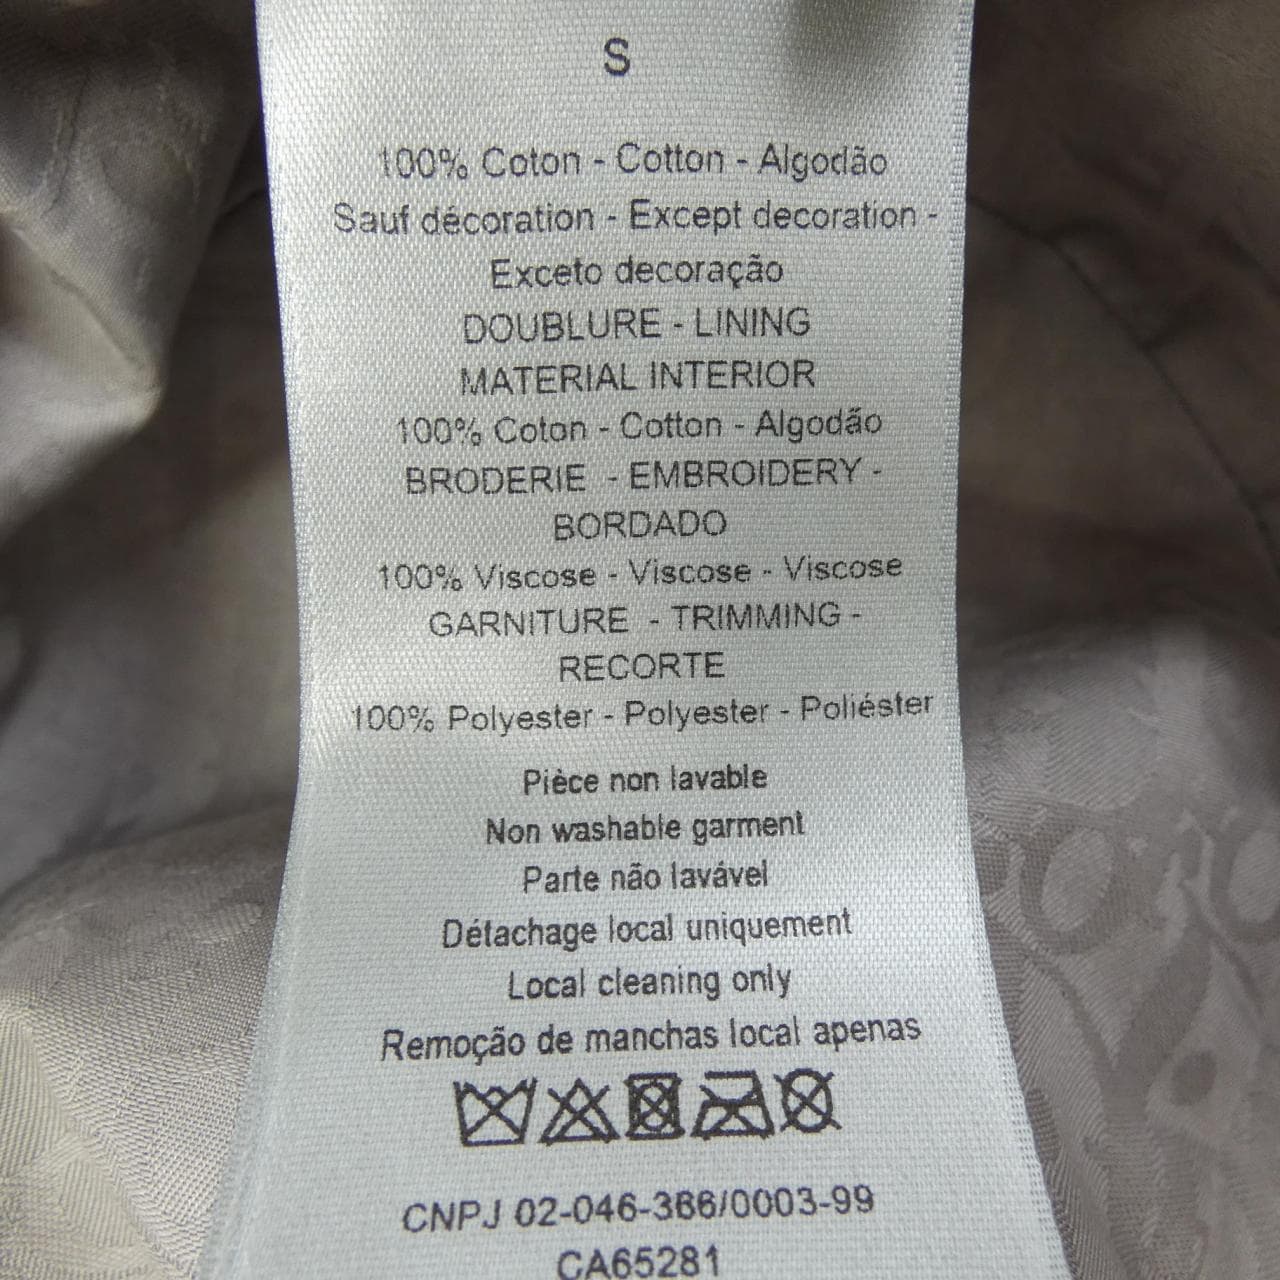 S
100% Coton - Cotton - Algodão
Sauf décoration - Except decoration -
Exceto decoração
DOUBLURE - LINING
MATERIAL INTERIOR
100% Coton - Cotton - Algodão
BRODERIE - EMBROIDERY -
BORDADO
100% Viscose - Viscose - Viscose
GARNITURE - TRIMMING -
RECORTE
100% Polyester - Polyester - Poliéster
Pièce non lavable
Non washable garment
Parte não lavável
Détachage local uniquement
Local cleaning only
Remoção de manchas local apenas
CNPJ 02-046-366/0003-99
CA65281